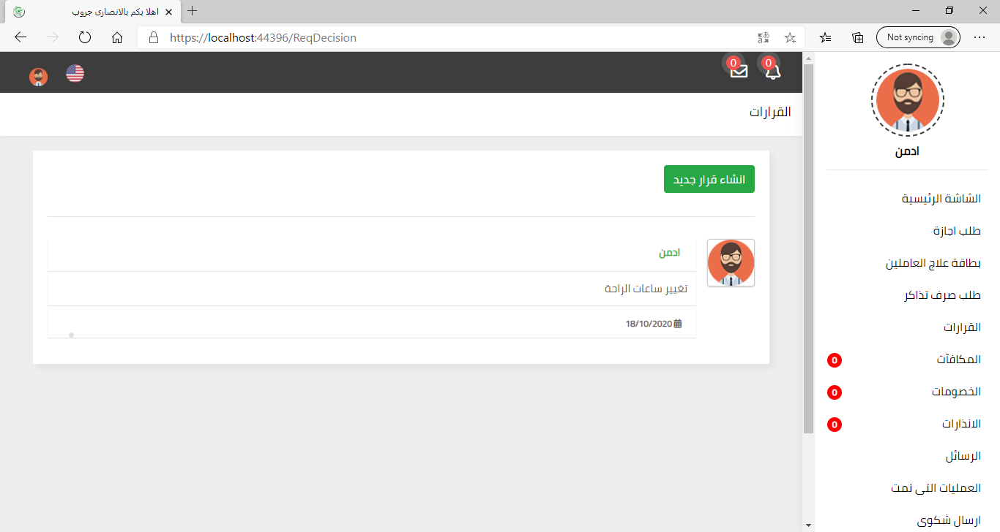 اهلا بكم بالانصارى جروب
https://localhost:44396/ReqDecision
Not syncing
0
0
القرارات
انشاء قرار جديد
ادمن
تغيير ساعات الراحة
18/10/2020
ادمن
الشاشة الرئيسية
طلب اجازة
بطاقة علاج العاملين
طلب صرف تذاكر
القرارات
المكافآت 0
الخصومات 0
الانذارات 0
الرسائل
العمليات التى تمت
ارسال شكوى